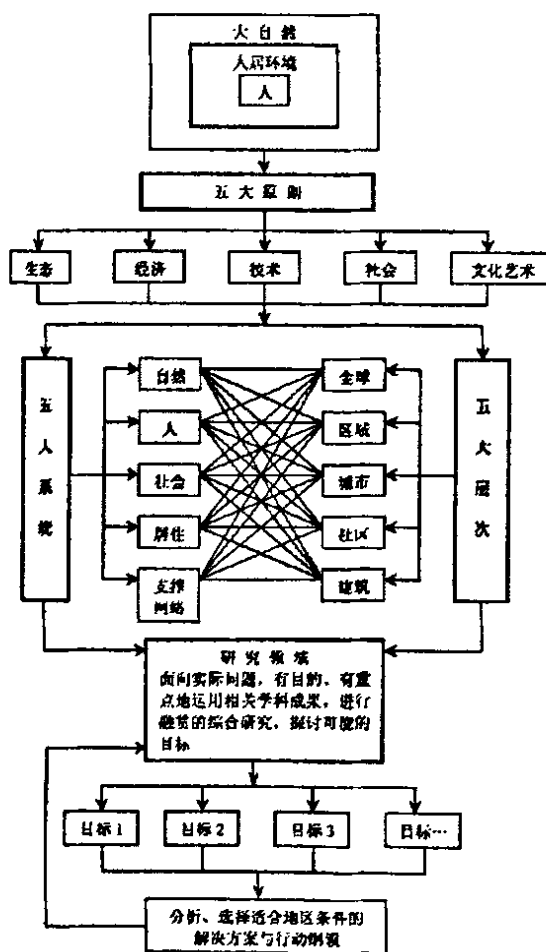 大自然
人居环境
人
五大原则
生态 经济 技术 社会 文化艺术
五大系统
五大层次
自然 全球
人 区域
社会 城市
居住 社区
支撑网络 建筑
研究领域
面向实际问题，有目的、有重
点地运用相关学科成果，进行
融贯的综合研究，探讨可能的
目标
目标1 目标2 目标3 目标…
分析、选择适合地区条件的
解决方案与行动纲领